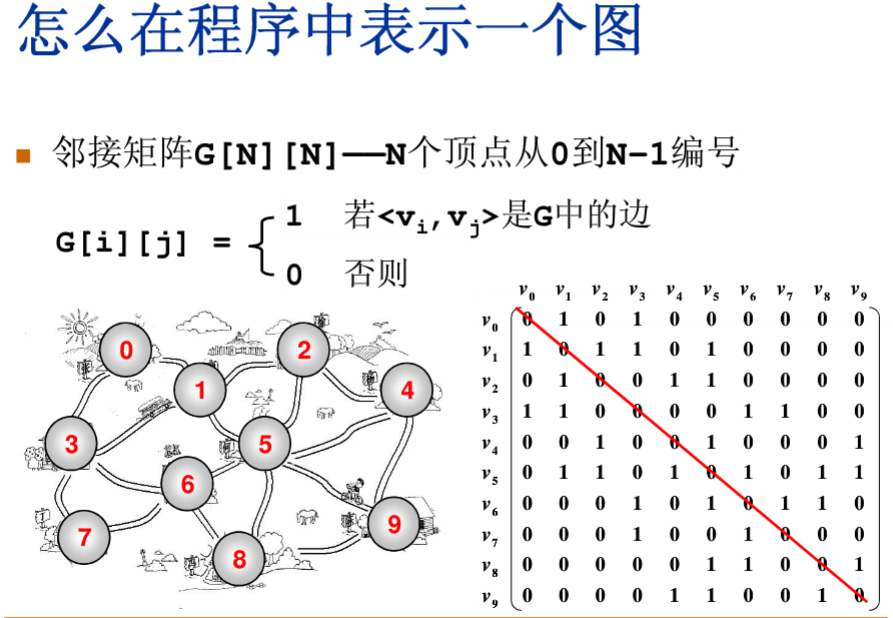 怎么在程序中表示一个图
邻接矩阵G[N][N]——N个顶点从0到N-1编号
G[i][j] = { 1 若<vi,vj>是G中的边
0 否则
0
1
2
3
4
5
6
7
8
9
v0 v1 v2 v3 v4 v5 v6 v7 v8 v9
v0 0 1 0 1 0 0 0 0 0 0
v1 1 0 1 1 0 1 0 0 0 0
v2 0 1 0 0 1 1 0 0 0 0
v3 1 1 0 0 0 0 1 1 0 0
v4 0 0 1 0 0 1 0 0 0 1
v5 0 1 1 0 1 0 1 0 1 1
v6 0 0 0 1 0 1 0 1 1 0
v7 0 0 0 1 0 0 1 0 0 0
v8 0 0 0 0 0 1 1 0 0 1
v9 0 0 0 0 1 1 0 0 1 0